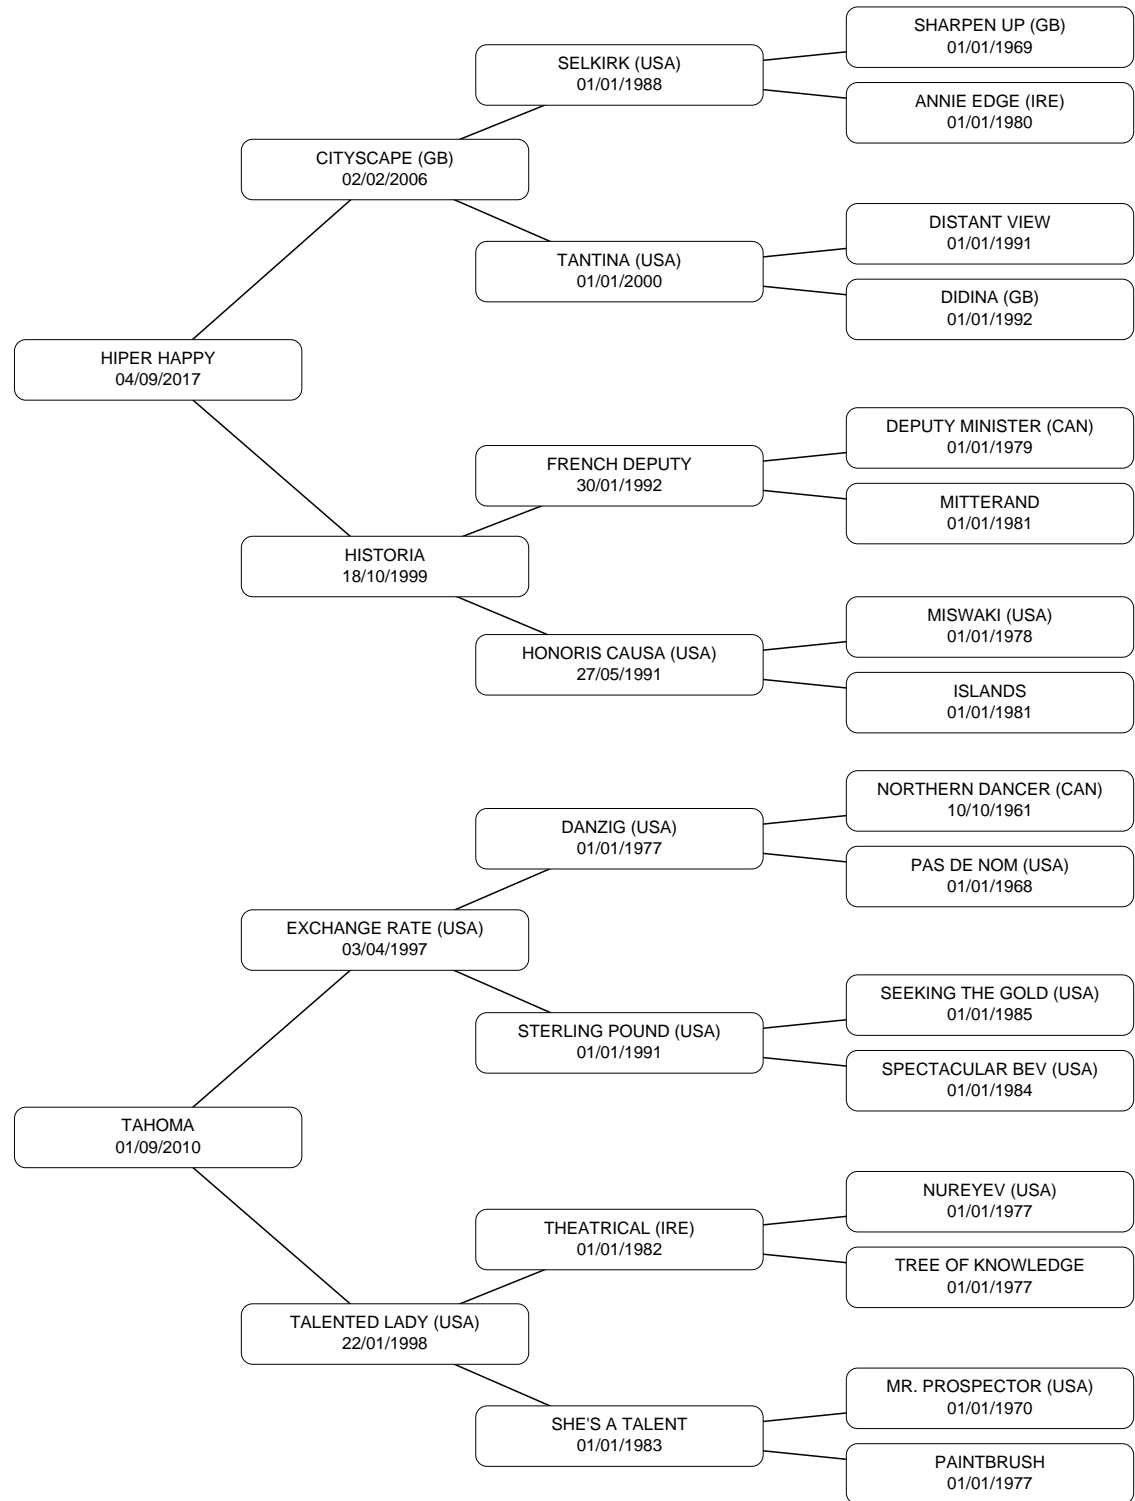 SHARPEN UP (GB)
01/01/1969
SELKIRK (USA)
01/01/1988
ANNIE EDGE (IRE)
01/01/1980
CITYSCAPE (GB)
02/02/2006
DISTANT VIEW
01/01/1991
TANTINA (USA)
01/01/2000
DIDINA (GB)
01/01/1992
HIPER HAPPY
04/09/2017
DEPUTY MINISTER (CAN)
01/01/1979
FRENCH DEPUTY
30/01/1992
MITTERAND
01/01/1981
HISTORIA
18/10/1999
MISWAKI (USA)
01/01/1978
HONORIS CAUSA (USA)
27/05/1991
ISLANDS
01/01/1981
NORTHERN DANCER (CAN)
10/10/1961
DANZIG (USA)
01/01/1977
PAS DE NOM (USA)
01/01/1968
EXCHANGE RATE (USA)
03/04/1997
SEEKING THE GOLD (USA)
01/01/1985
STERLING POUND (USA)
01/01/1991
SPECTACULAR BEV (USA)
01/01/1984
TAHOMA
01/09/2010
NUREYEV (USA)
01/01/1977
THEATRICAL (IRE)
01/01/1982
TREE OF KNOWLEDGE
01/01/1977
TALENTED LADY (USA)
22/01/1998
MR. PROSPECTOR (USA)
01/01/1970
SHE'S A TALENT
01/01/1983
PAINTBRUSH
01/01/1977